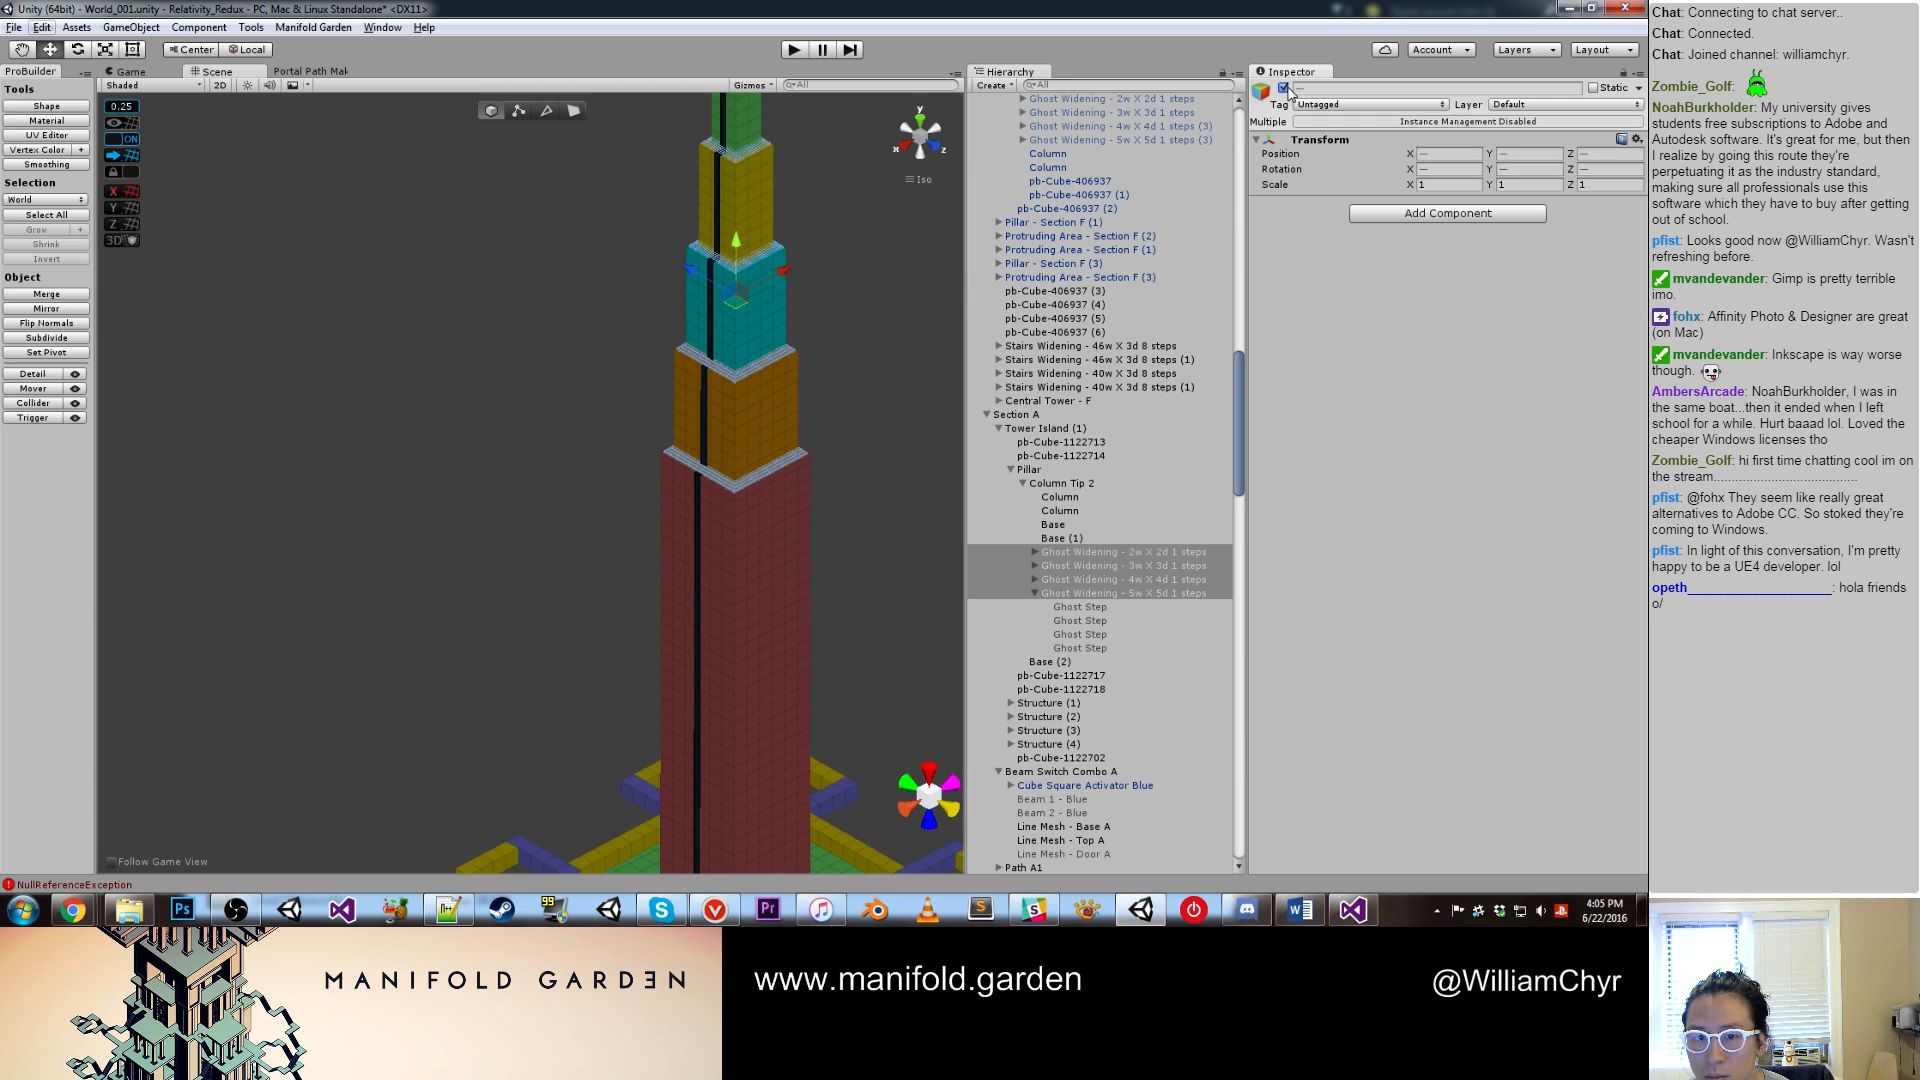 Unity (64bit) - World_001.unity - Relativity_Redux - PC, Mac & Linux Standalone* <DX11>
File Edit Assets GameObject Component Tools Manifold Garden Window Help
Center Local Account Layers Layout
ProBuilder
Tools
Shape
Material
UV Editor
Vertex Color +
Smoothing
Selection
World
Select All
Grow +
Shrink
Invert
Object
Merge
Mirror
Flip Normals
Subdivide
Set Pivot
Detail
Mover
Collider
Trigger
Game Scene Portal Path Mak
Shaded 2D Gizmos All
0.25
ON
X
Y
Z
3D
y
x z
Iso
Follow Game View
Hierarchy
Create All
Ghost Widening - 2w X 2d 1 steps
Ghost Widening - 3w X 3d 1 steps
Ghost Widening - 4w X 4d 1 steps (3)
Ghost Widening - 5w X 5d 1 steps (3)
Column
Column
pb-Cube-406937
pb-Cube-406937 (1)
pb-Cube-406937 (2)
Pillar - Section F (1)
Protruding Area - Section F (2)
Protruding Area - Section F (1)
Pillar - Section F (3)
Protruding Area - Section F (3)
pb-Cube-406937 (3)
pb-Cube-406937 (4)
pb-Cube-406937 (5)
pb-Cube-406937 (6)
Stairs Widening - 46w X 3d 8 steps
Stairs Widening - 46w X 3d 8 steps (1)
Stairs Widening - 40w X 3d 8 steps
Stairs Widening - 40w X 3d 8 steps (1)
Central Tower - F
Section A
Tower Island (1)
pb-Cube-1122713
pb-Cube-1122714
Pillar
Column Tip 2
Column
Column
Base
Base (1)
Ghost Widening - 2w X 2d 1 steps
Ghost Widening - 3w X 3d 1 steps
Ghost Widening - 4w X 4d 1 steps
Ghost Widening - 5w X 5d 1 steps
Ghost Step
Ghost Step
Ghost Step
Ghost Step
Base (2)
pb-Cube-1122717
pb-Cube-1122718
Structure (1)
Structure (2)
Structure (3)
Structure (4)
pb-Cube-1122702
Beam Switch Combo A
Cube Square Activator Blue
Beam 1 - Blue
Beam 2 - Blue
Line Mesh - Base A
Line Mesh - Top A
Line Mesh - Door A
Path A1
Inspector
— Static
Tag Untagged Layer Default
Multiple Instance Management Disabled
Transform
Position X — Y — Z —
Rotation X — Y — Z —
Scale X 1 Y 1 Z 1
Add Component
Chat: Connecting to chat server..
Chat: Connected.
Chat: Joined channel: williamchyr.
Zombie_Golf:
NoahBurkholder: My university gives
students free subscriptions to Adobe and
Autodesk software. It's great for me, but then
I realize by going this route they're
perpetuating it as the industry standard,
making sure all professionals use this
software which they have to buy after getting
out of school.
pfist: Looks good now @WilliamChyr. Wasn't
refreshing before.
mvandevander: Gimp is pretty terrible
imo.
fohx: Affinity Photo & Designer are great
(on Mac)
mvandevander: Inkscape is way worse
though.
AmbersArcade: NoahBurkholder, I was in
the same boat...then it ended when I left
school for a while. Hurt baaad lol. Loved the
cheaper Windows licenses tho
Zombie_Golf: hi first time chatting cool im on
the stream.......................................
pfist: @fohx They seem like really great
alternatives to Adobe CC. So stoked they're
coming to Windows.
pfist: In light of this conversation, I'm pretty
happy to be a UE4 developer. lol
opeth____________________: hola friends
o/
NullReferenceException
Ps
99
S
V
Pr
S
W
4:05 PM
6/22/2016
MANIFOLD GARDƎN
www.manifold.garden
@WilliamChyr